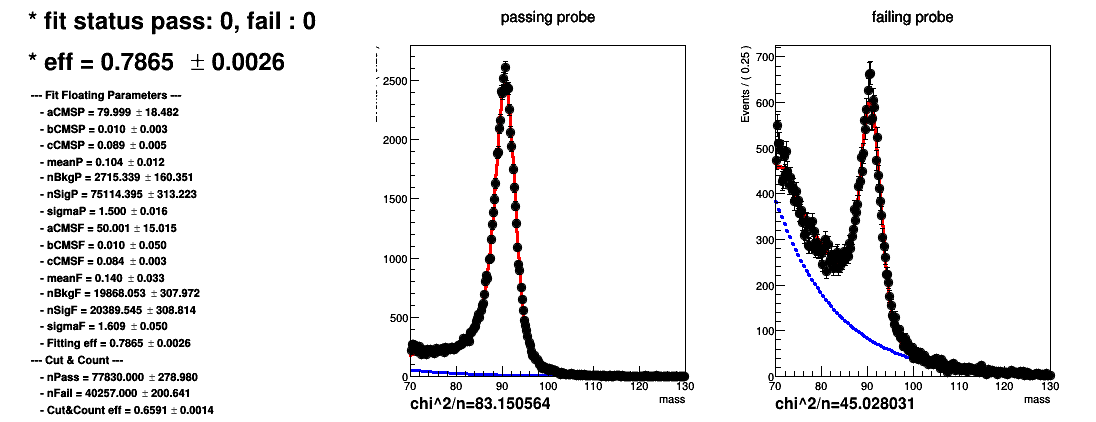 * fit status pass: 0, fail : 0
* eff = 0.7865 ± 0.0026
--- Fit Floating Parameters ---
- aCMSP = 79.999 ± 18.482
- bCMSP = 0.010 ± 0.003
- cCMSP = 0.089 ± 0.005
- meanP = 0.104 ± 0.012
- nBkgP = 2715.339 ± 160.351
- nSigP = 75114.395 ± 313.223
- sigmaP = 1.500 ± 0.016
- aCMSF = 50.001 ± 15.015
- bCMSF = 0.010 ± 0.050
- cCMSF = 0.084 ± 0.003
- meanF = 0.140 ± 0.033
- nBkgF = 19868.053 ± 307.972
- nSigF = 20389.545 ± 308.814
- sigmaF = 1.609 ± 0.050
- Fitting eff = 0.7865 ± 0.0026
--- Cut & Count ---
- nPass = 77830.000 ± 278.980
- nFail = 40257.000 ± 200.641
- Cut&Count eff = 0.6591 ± 0.0014
passing probe
2500
2000
1500
1000
500
0
70 80 90 100 110 120 130
mass
chi^2/n=83.150564
failing probe
Events / ( 0.25 )
700
600
500
400
300
200
100
0
70 80 90 100 110 120 130
mass
chi^2/n=45.028031